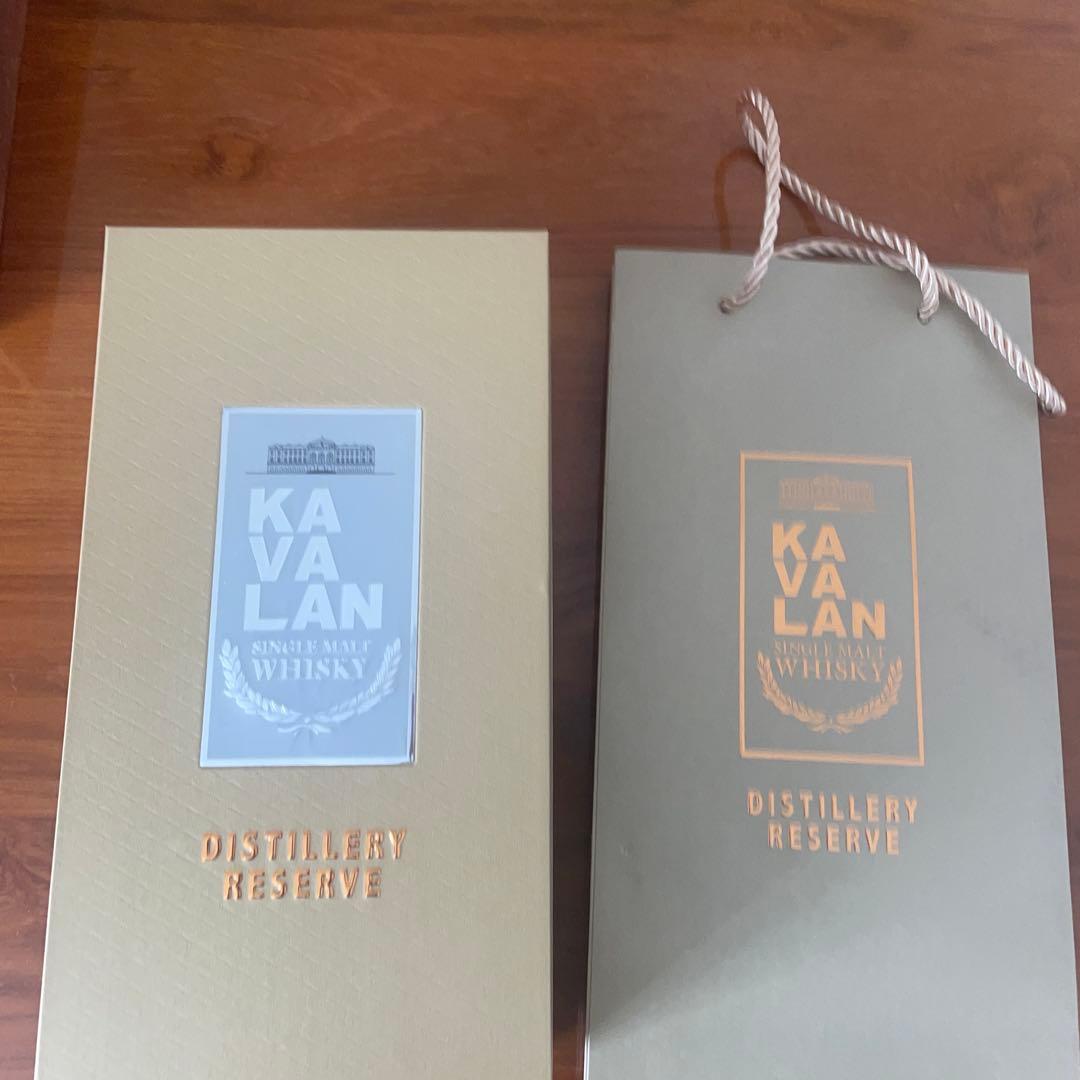 KA
VA
LAN
SINGLE MALT
WHISKY
DISTILLERY
RESERVE
KA
VA
LAN
SINGLE MALT
WHISKY
DISTILLERY
RESERVE